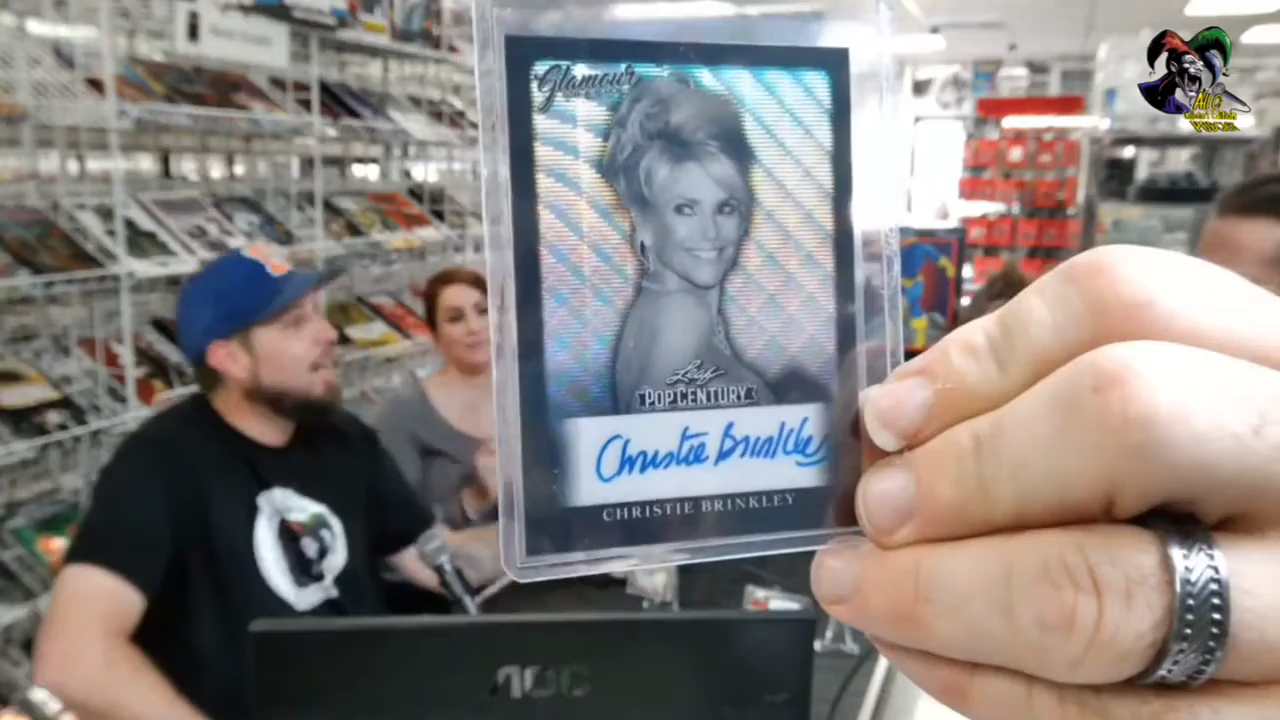 Glamour
Leaf
POP CENTURY
Christie Brinkley
CHRISTIE BRINKLEY
AOC